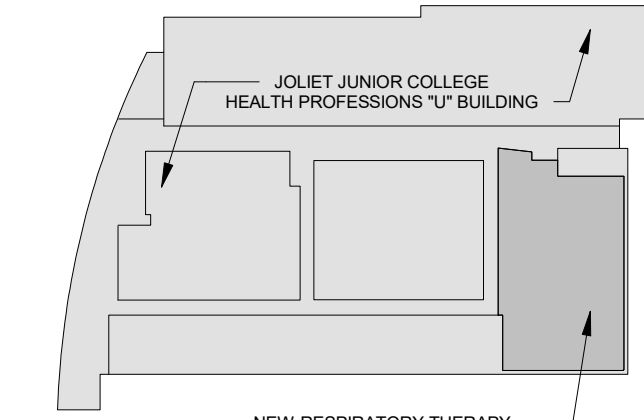 JOLIET JUNIOR COLLEGE
HEALTH PROFESSIONS "U" BUILDING
NEW RESPIRATORY THERAPY